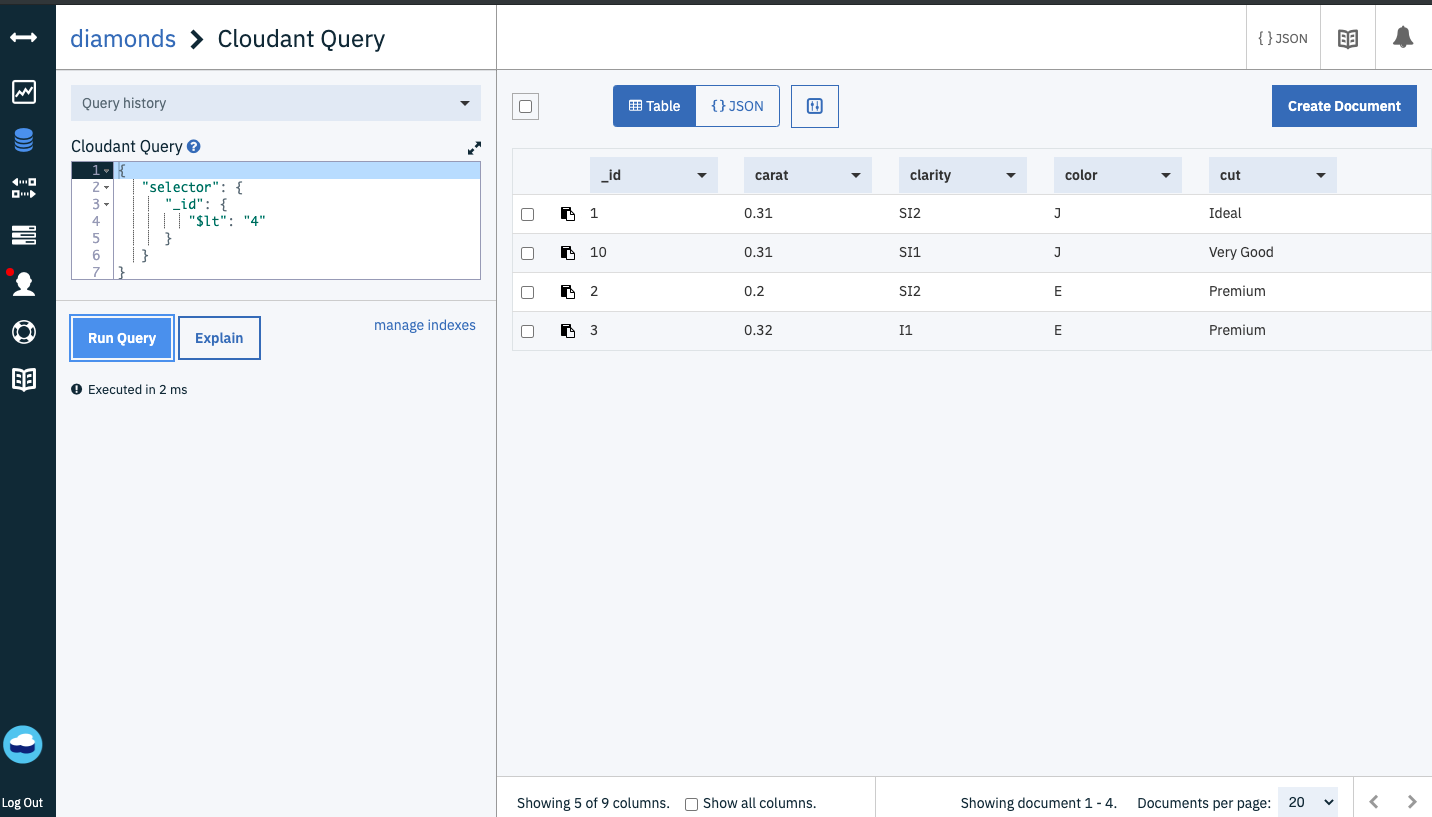 diamonds > Cloudant Query
{ } JSON
Query history
Cloudant Query ?
1 {
2 "selector": {
3 "_id": {
4 "$lt": "4"
5 }
6 }
7 }
Run Query Explain manage indexes
Executed in 2 ms
Log Out
Table {} JSON Create Document
_id carat clarity color cut
1 0.31 SI2 J Ideal
10 0.31 SI1 J Very Good
2 0.2 SI2 E Premium
3 0.32 I1 E Premium
Showing 5 of 9 columns. Show all columns. Showing document 1 - 4. Documents per page: 20